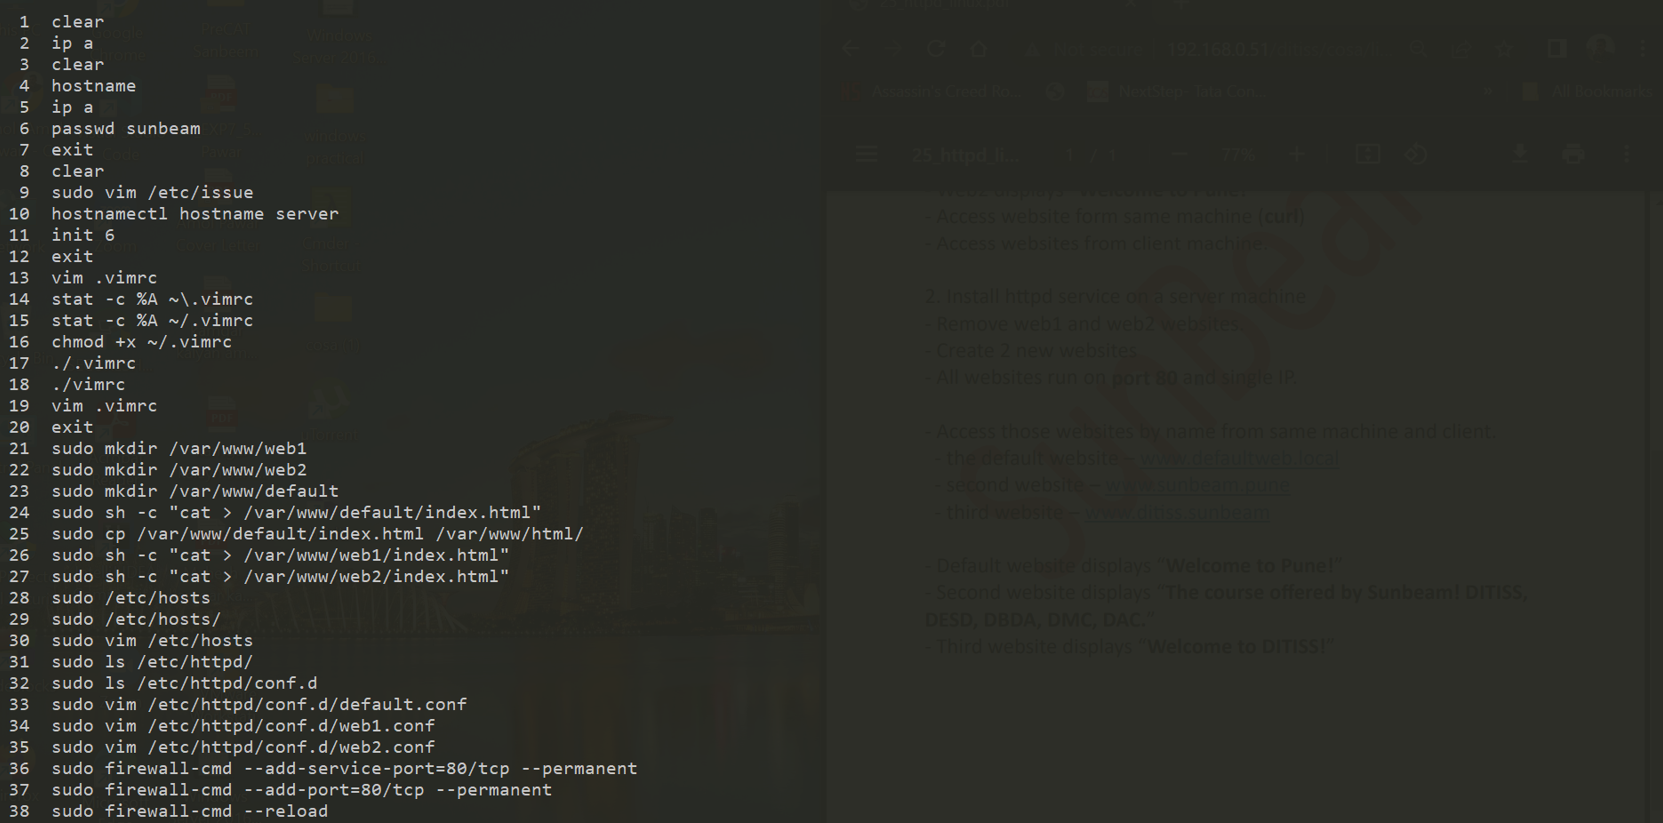 1 clear
2 ip a
3 clear
4 hostname
5 ip a
6 passwd sunbeam
7 exit
8 clear
9 sudo vim /etc/issue
10 hostnamectl hostname server
11 init 6
12 exit
13 vim .vimrc
14 stat -c %A ~\.vimrc
15 stat -c %A ~/.vimrc
16 chmod +x ~/.vimrc
17 ./.vimrc
18 ./vimrc
19 vim .vimrc
20 exit
21 sudo mkdir /var/www/web1
22 sudo mkdir /var/www/web2
23 sudo mkdir /var/www/default
24 sudo sh -c "cat > /var/www/default/index.html"
25 sudo cp /var/www/default/index.html /var/www/html/
26 sudo sh -c "cat > /var/www/web1/index.html"
27 sudo sh -c "cat > /var/www/web2/index.html"
28 sudo /etc/hosts
29 sudo /etc/hosts/
30 sudo vim /etc/hosts
31 sudo ls /etc/httpd/
32 sudo ls /etc/httpd/conf.d
33 sudo vim /etc/httpd/conf.d/default.conf
34 sudo vim /etc/httpd/conf.d/web1.conf
35 sudo vim /etc/httpd/conf.d/web2.conf
36 sudo firewall-cmd --add-service-port=80/tcp --permanent
37 sudo firewall-cmd --add-port=80/tcp --permanent
38 sudo firewall-cmd --reload
Not secure 192.168.0.51
Assassin's Creed Ro... NextStep - Tata Con... All Bookmarks
25_httpd_li... 1 / 1 77%
- Access website form same machine (curl)
- Access websites from client machine.
2. Install httpd service on a server machine
- Remove web1 and web2 websites.
- Create 2 new websites
- All websites run on port 80 and single IP.
- Access those websites by name from same machine and client.
- the default website – www.defaultweb.local
- second website – www.sunbeam.pune
- third website – www.ditiss.sunbeam
- Default website displays "Welcome to Pune!"
- Second website displays "The course offered by Sunbeam| DITISS,
DESD, DBDA, DMC, DAC."
- Third website displays "Welcome to DITISS!"